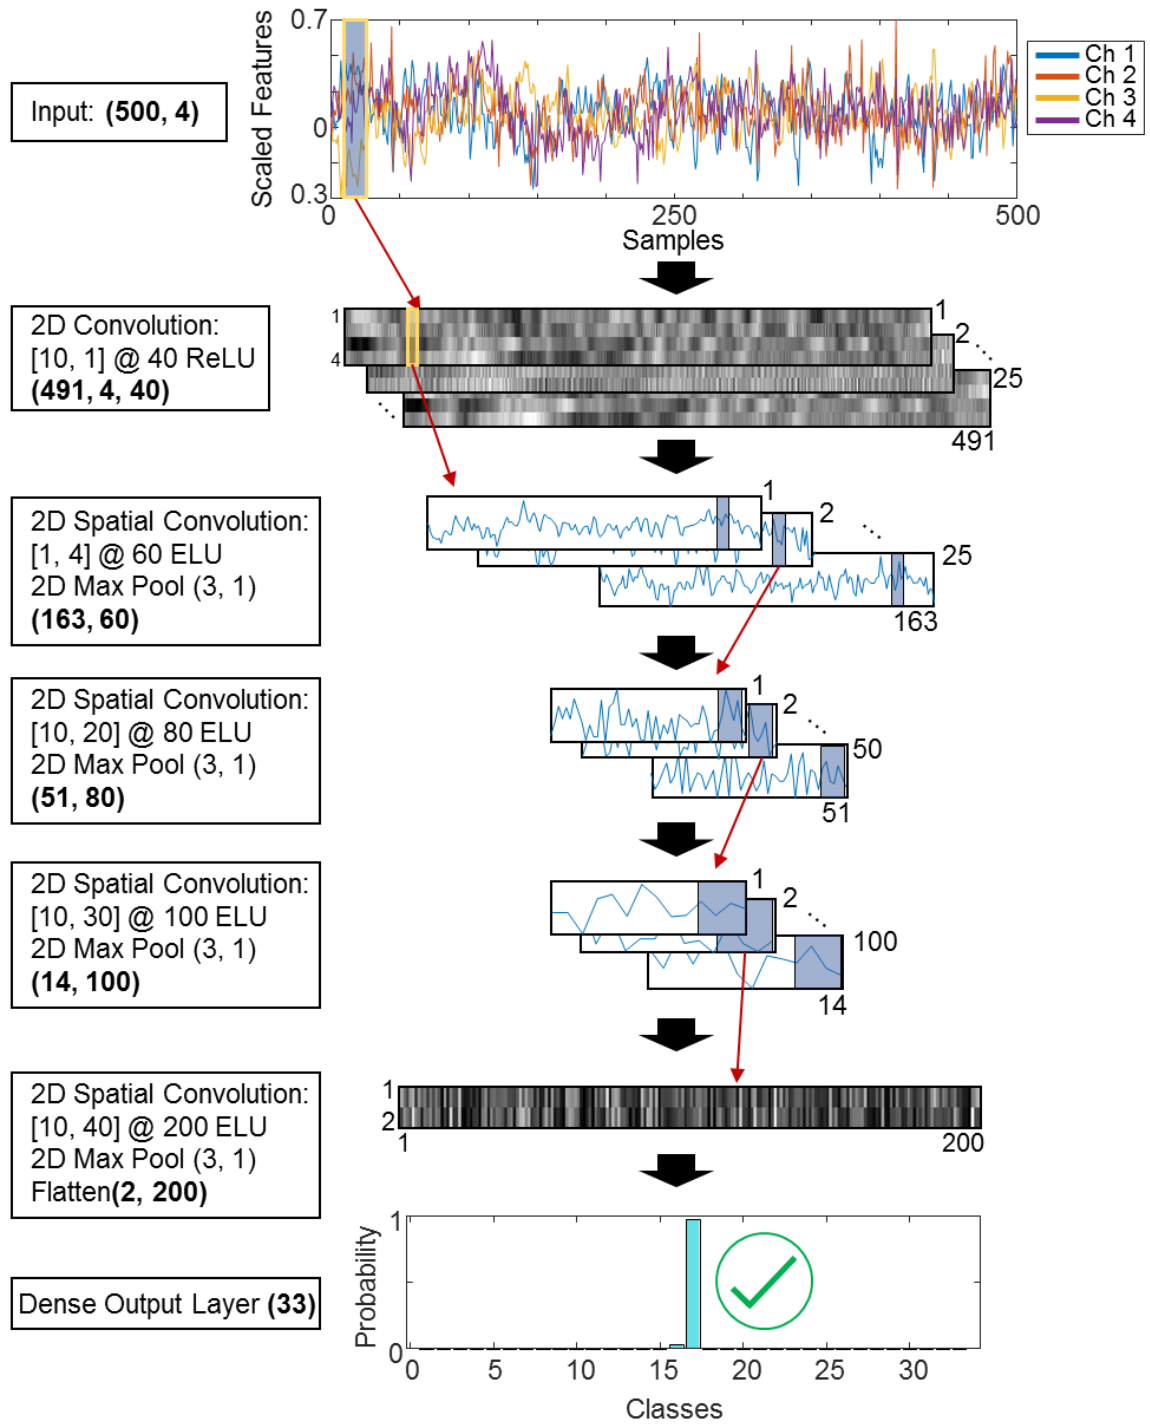 0.7
Scaled Features
0
0.3
0
250
500
Samples
Ch 1
Ch 2
Ch 3
Ch 4
Input: (500, 4)
2D Convolution:
[10, 1] @ 40 ReLU
(491, 4, 40)
1
4
1
2
25
491
2D Spatial Convolution:
[1, 4] @ 60 ELU
2D Max Pool (3, 1)
(163, 60)
1
2
25
163
2D Spatial Convolution:
[10, 20] @ 80 ELU
2D Max Pool (3, 1)
(51, 80)
1
2
50
51
2D Spatial Convolution:
[10, 30] @ 100 ELU
2D Max Pool (3, 1)
(14, 100)
1
2
100
14
2D Spatial Convolution:
[10, 40] @ 200 ELU
2D Max Pool (3, 1)
Flatten(2, 200)
1
2
1
200
Dense Output Layer (33)
1
Probability
0
0
5
10
15
20
25
30
Classes